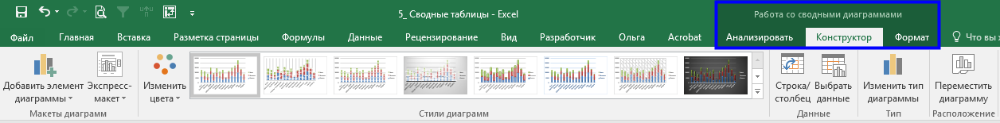 5_ Сводные таблицы - Excel
Работа со сводными диаграммами
Файл Главная Вставка Разметка страницы Формулы Данные Рецензирование Вид Разработчик Ольга Acrobat Анализировать Конструктор Формат Что вы
Добавить элемент диаграммы
Экспресс-макет
Изменить цвета
Строка/столбец
Выбрать данные
Изменить тип диаграммы
Переместить диаграмму
Макеты диаграмм Стили диаграмм Данные Тип Расположение